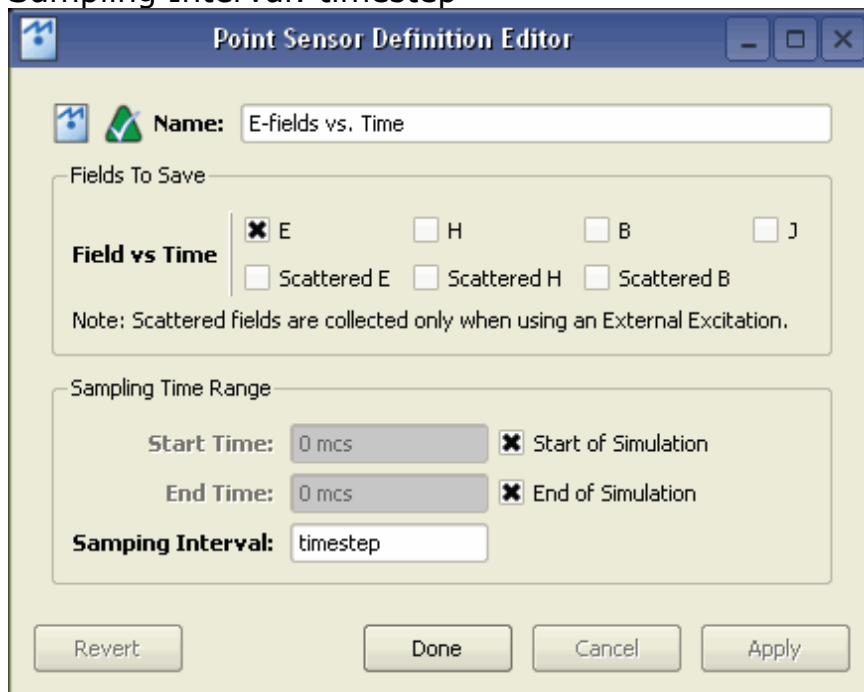 Sampling Interval: timestep
Point Sensor Definition Editor
Name: E-fields vs. Time
Fields To Save
Field vs Time
E H B J
Scattered E Scattered H Scattered B
Note: Scattered fields are collected only when using an External Excitation.
Sampling Time Range
Start Time: 0 mcs Start of Simulation
End Time: 0 mcs End of Simulation
Samping Interval: timestep
Revert Done Cancel Apply